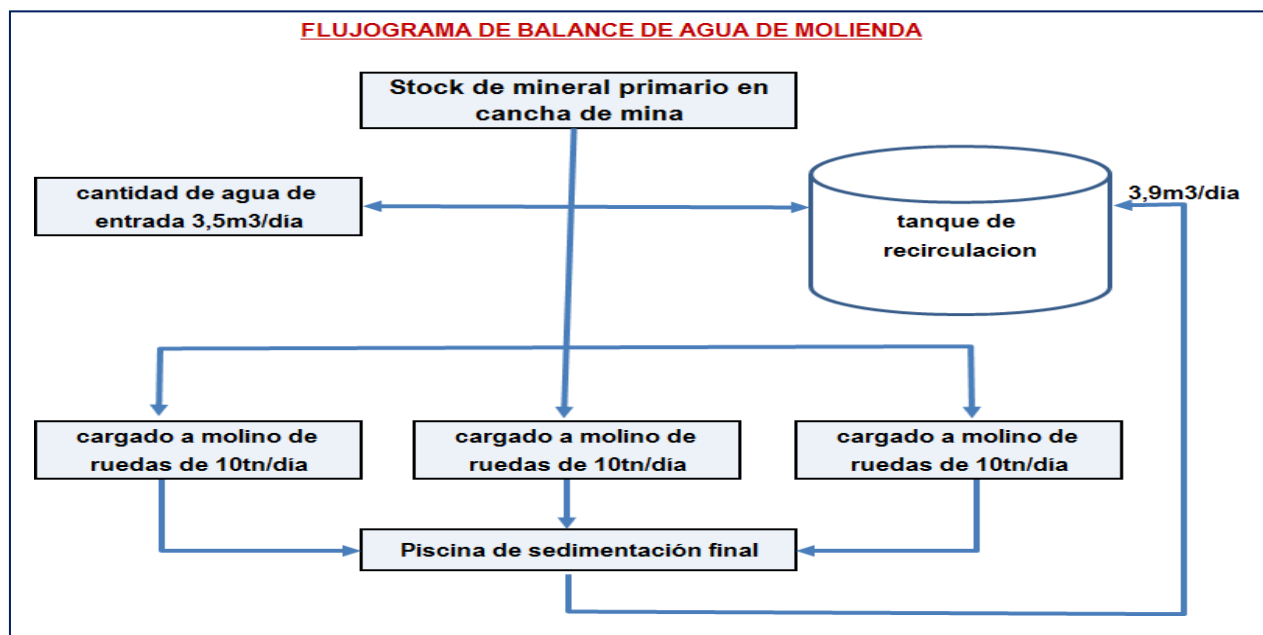 FLUJOGRAMA DE BALANCE DE AGUA DE MOLIENDA
Stock de mineral primario en
cancha de mina
cantidad de agua de
entrada 3,5m3/día
tanque de
recirculacion
3,9m3/dia
cargado a molino de
ruedas de 10tn/día
cargado a molino de
ruedas de 10tn/día
cargado a molino de
ruedas de 10tn/día
Piscina de sedimentación final